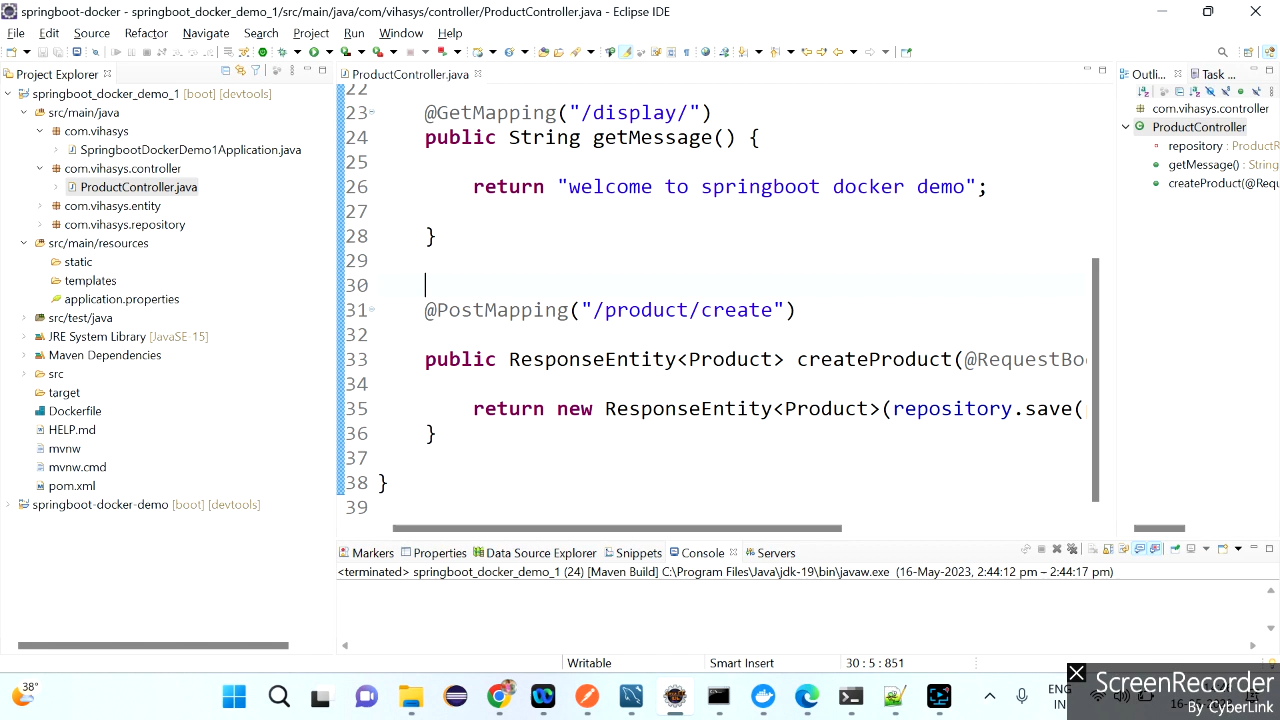 springboot-docker - springboot_docker_demo_1/src/main/java/com/vihasys/controller/ProductController.java - Eclipse IDE
File Edit Source Refactor Navigate Search Project Run Window Help
Project Explorer
springboot_docker_demo_1 [boot] [devtools]
src/main/java
com.vihasys
SpringbootDockerDemo1Application.java
com.vihasys.controller
ProductController.java
com.vihasys.entity
com.vihasys.repository
src/main/resources
static
templates
application.properties
src/test/java
JRE System Library [JavaSE-15]
Maven Dependencies
src
target
Dockerfile
HELP.md
mvnw
mvnw.cmd
pom.xml
springboot-docker-demo [boot] [devtools]
ProductController.java
22
23 @GetMapping("/display/")
24 public String getMessage() {
25
26 return "welcome to springboot docker demo";
27
28 }
29
30
31 @PostMapping("/product/create")
32
33 public ResponseEntity<Product> createProduct(@RequestBo
34
35 return new ResponseEntity<Product>(repository.save(
36 }
37
38 }
39
Outli... Task ...
com.vihasys.controller
ProductController
repository : ProductR
getMessage() : String
createProduct(@Requ
Markers Properties Data Source Explorer Snippets Console Servers
<terminated> springboot_docker_demo_1 (24) [Maven Build] C:\Program Files\Java\jdk-19\bin\javaw.exe (16-May-2023, 2:44:12 pm – 2:44:17 pm)
Writable Smart Insert 30 : 5 : 851
38°
ENG
IN
ScreenRecorder
By CyberLink